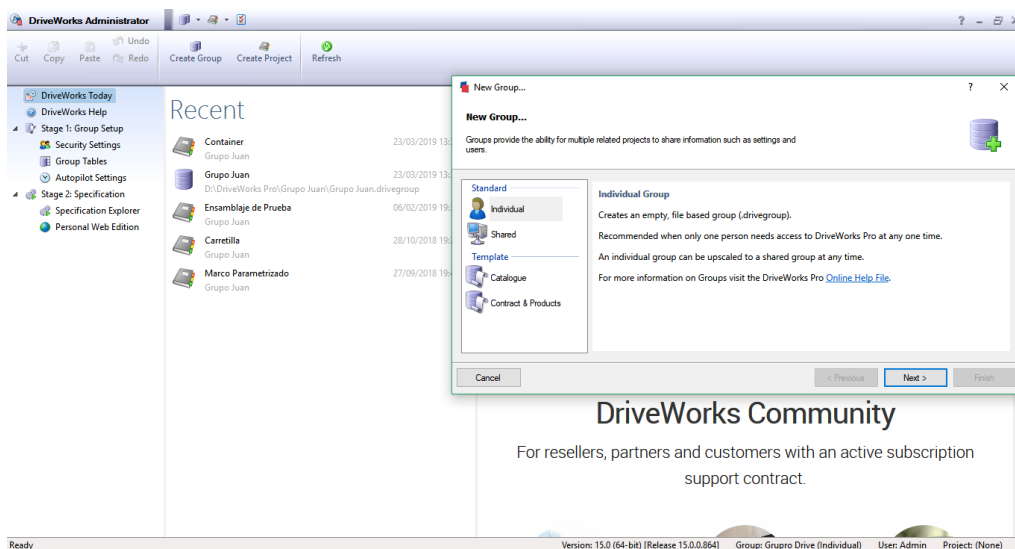 DriveWorks Administrator
Undo
Cut Copy Paste Redo
Create Group Create Project Refresh
DriveWorks Today
DriveWorks Help
Stage 1: Group Setup
Security Settings
Group Tables
Autopilot Settings
Stage 2: Specification
Specification Explorer
Personal Web Edition
Recent
Container 23/03/2019 13:
Grupo Juan
Grupo Juan 23/03/2019 13:
D:\DriveWorks Pro\Grupo Juan\Grupo Juan.drivegroup
Ensamblaje de Prueba 06/02/2019 19:
Grupo Juan
Carretilla 28/10/2018 19:
Grupo Juan
Marco Parametrizado 27/09/2018 19:
Grupo Juan
New Group...
New Group...
Groups provide the ability for multiple related projects to share information such as settings and
users.
Standard
Individual
Shared
Template
Catalogue
Contract & Products
Individual Group
Creates an empty, file based group (.drivegroup).
Recommended when only one person needs access to DriveWorks Pro at any one time.
An individual group can be upscaled to a shared group at any time.
For more information on Groups visit the DriveWorks Pro Online Help File.
Cancel < Previous Next > Finish
DriveWorks Community
For resellers, partners and customers with an active subscription
support contract.
Ready Version: 15.0 (64-bit) [Release 15.0.0.864] Group: Grupro Drive (Individual) User: Admin Project: (None)